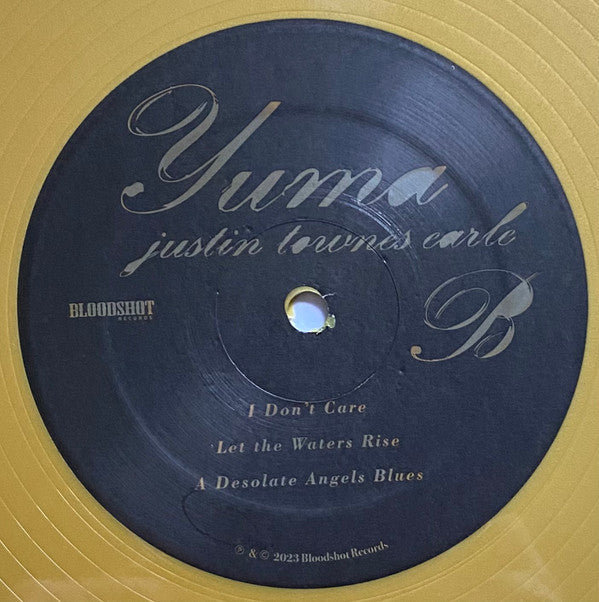 Yuma
justin townes earle
BLOODSHOT
RECORDS
B
I Don't Care
Let the Waters Rise
A Desolate Angels Blues
℗ & © 2023 Bloodshot Records